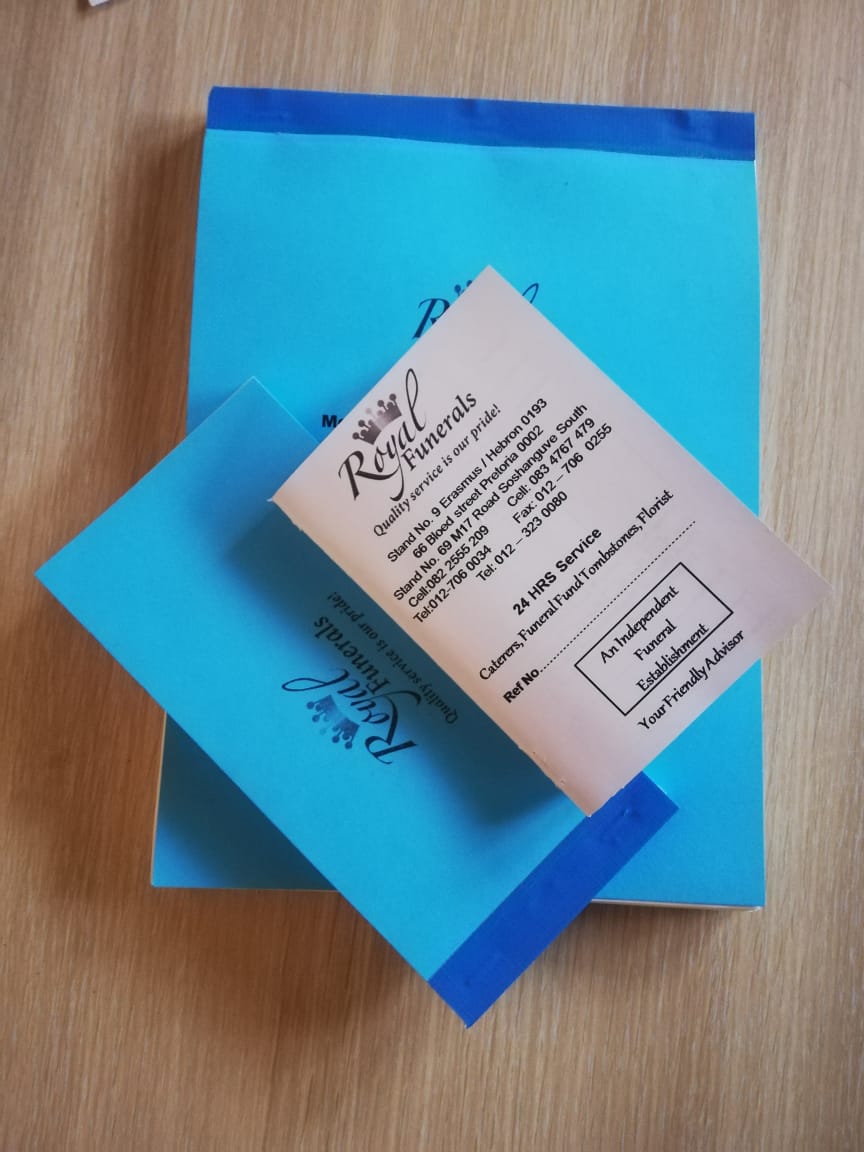 R
Royal
Funerals
Quality service is our pride!
Stand No. 9 Erasmus / Hebron 0193
66 Bloed street Pretoria 0002
Stand No. 69 M17 Road Soshanguve South
Cell:082 2555 209 Cell: 083 4767 479
Tel:012-706 0034 Fax: 012 – 706 0255
Tel: 012 – 323 0080
24 HRS Service
Caterers, Funeral Fund Tombstones, Florist
Ref No.......................................
An Independent
Funeral
Establishment
Your Friendly Advisor
Royal
Funerals
Quality service is our pride!